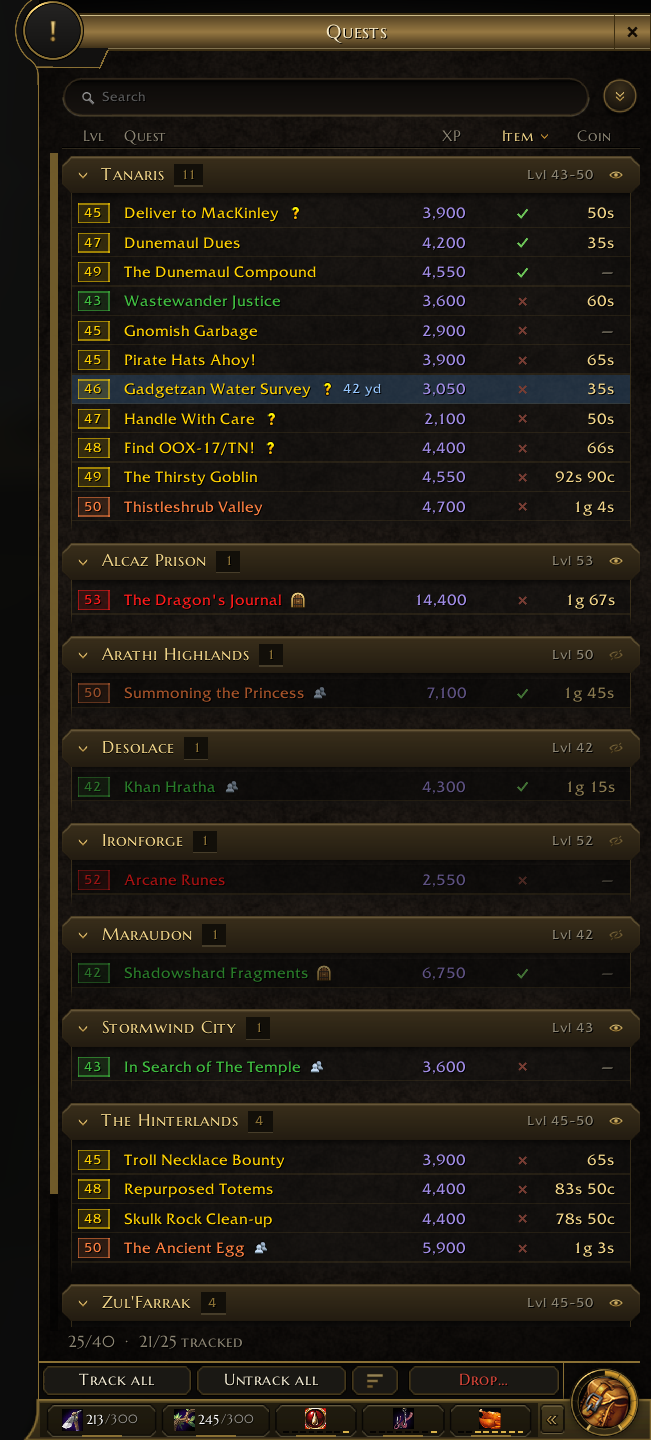 !
Quests
Search
Lvl Quest XP Item Coin
Tanaris 11 Lvl 43-50
45 Deliver to MacKinley ? 3,900 50s
47 Dunemaul Dues 4,200 35s
49 The Dunemaul Compound 4,550 —
43 Wastewander Justice 3,600 60s
45 Gnomish Garbage 2,900 —
45 Pirate Hats Ahoy! 3,900 65s
46 Gadgetzan Water Survey ? 42 yd 3,050 35s
47 Handle With Care ? 2,100 50s
48 Find OOX-17/TN! ? 4,400 66s
49 The Thirsty Goblin 4,550 92s 90c
50 Thistleshrub Valley 4,700 1g 4s
Alcaz Prison 1 Lvl 53
53 The Dragon's Journal 14,400 1g 67s
Arathi Highlands 1 Lvl 50
50 Summoning the Princess 7,100 1g 45s
Desolace 1 Lvl 42
42 Khan Hratha 4,300 1g 15s
Ironforge 1 Lvl 52
52 Arcane Runes 2,550 —
Maraudon 1 Lvl 42
42 Shadowshard Fragments 6,750 —
Stormwind City 1 Lvl 43
43 In Search of The Temple 3,600 —
The Hinterlands 4 Lvl 45-50
45 Troll Necklace Bounty 3,900 65s
48 Repurposed Totems 4,400 83s 50c
48 Skulk Rock Clean-up 4,400 78s 50c
50 The Ancient Egg 5,900 1g 3s
Zul'Farrak 4 Lvl 45-50
25/40 · 21/25 tracked
Track all Untrack all Drop...
213/300 245/300 «